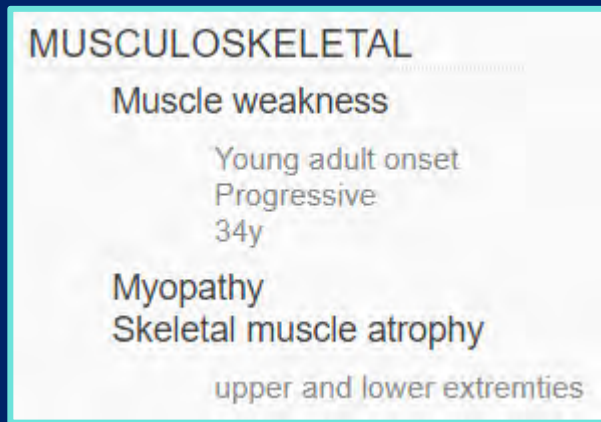 MUSCULOSKELETAL
Muscle weakness
Young adult onset
Progressive
34y
Myopathy
Skeletal muscle atrophy
upper and lower extremties